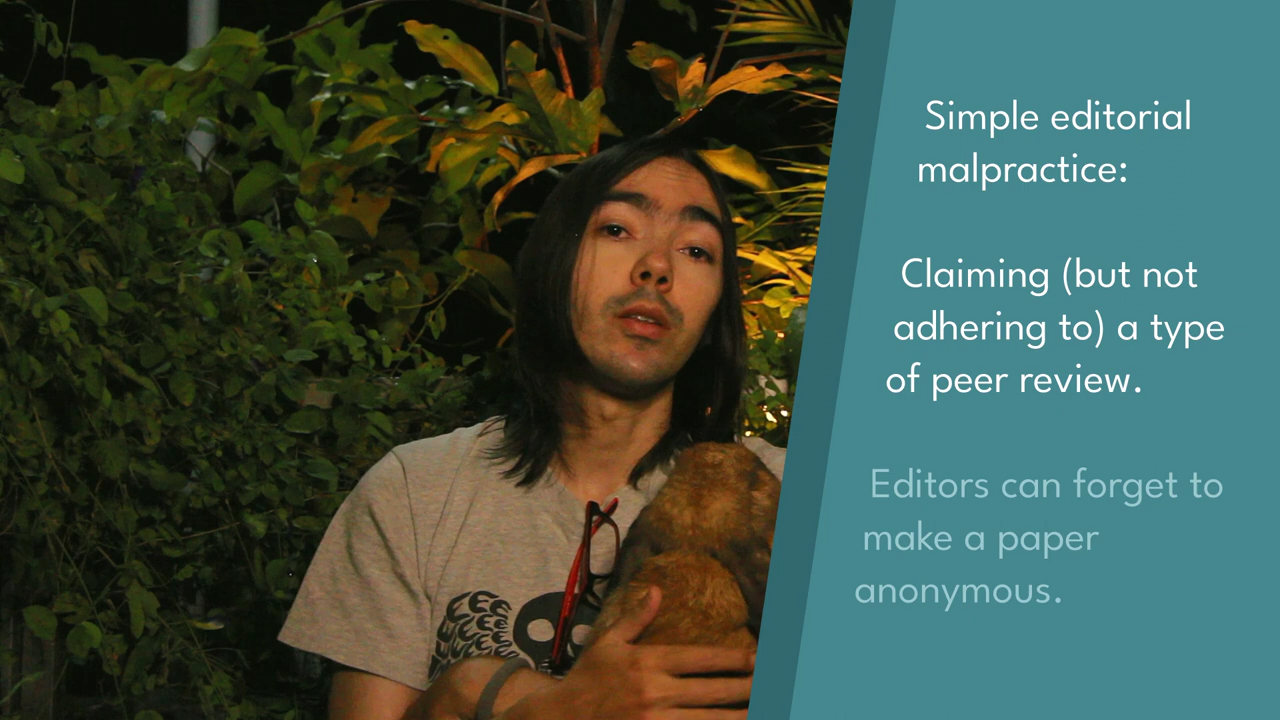 Simple editorial
malpractice:
Claiming (but not
adhering to) a type
of peer review.
Editors can forget to
make a paper
anonymous.